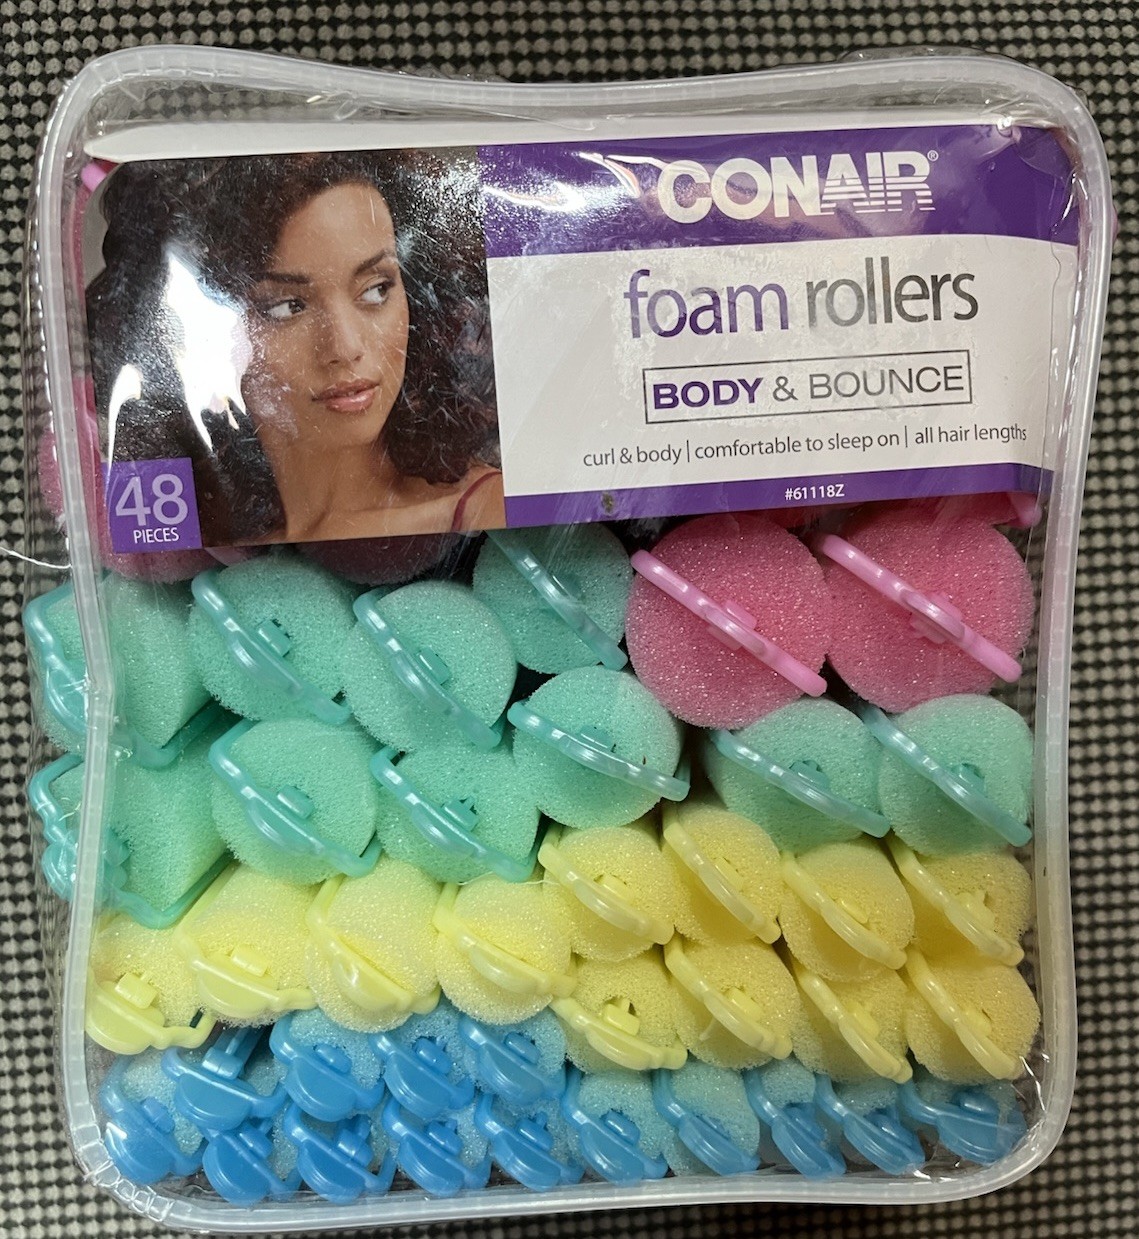 CONAIR®
foam rollers
BODY & BOUNCE
curl & body | comfortable to sleep on | all hair lengths
#61118Z
48
PIECES